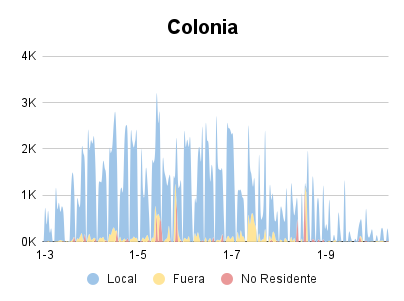 Colonia
4K
3K
2K
1K
0K
1-3 1-5 1-7 1-9
Local Fuera No Residente